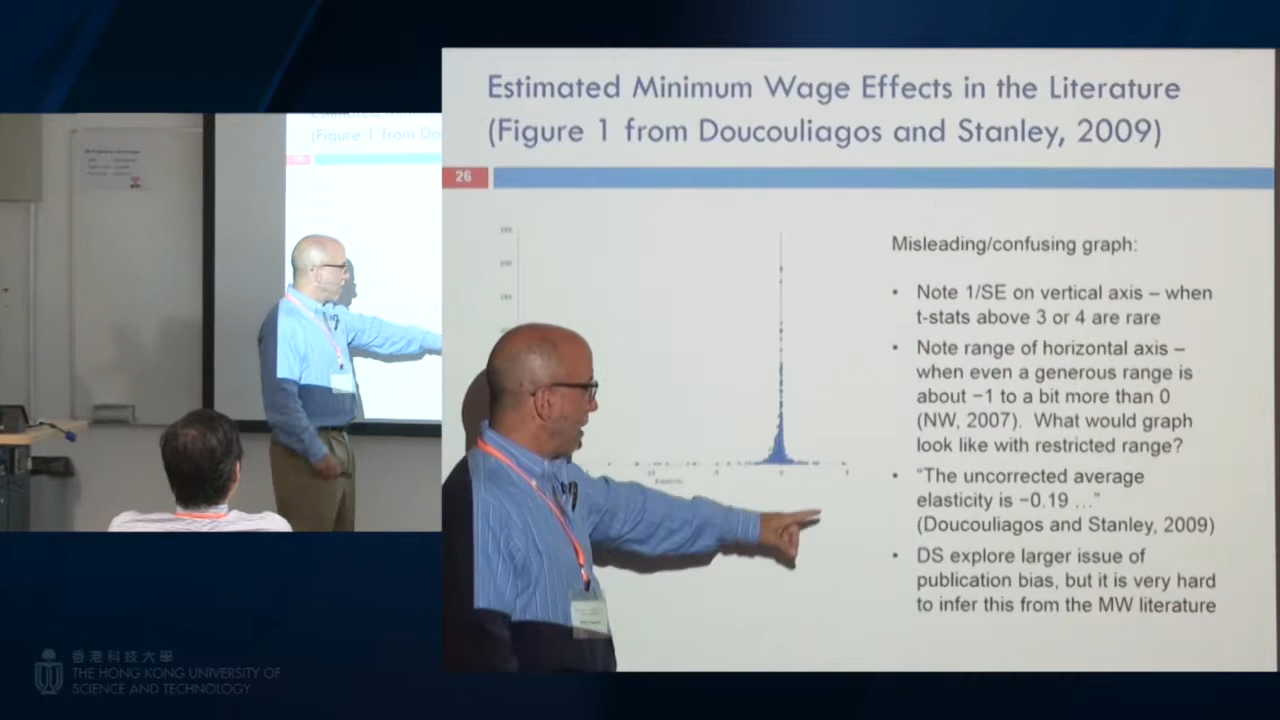 Estimated Minimum Wage Effects in the Literature
(Figure 1 from Doucouliagos and Stanley, 2009)
26
Misleading/confusing graph:
• Note 1/SE on vertical axis – when
t-stats above 3 or 4 are rare
• Note range of horizontal axis –
when even a generous range is
about −1 to a bit more than 0
(NW, 2007). What would graph
look like with restricted range?
• “The uncorrected average
elasticity is −0.19 …”
(Doucouliagos and Stanley, 2009)
• DS explore larger issue of
publication bias, but it is very hard
to infer this from the MW literature
香港科技大學
THE HONG KONG UNIVERSITY OF
SCIENCE AND TECHNOLOGY